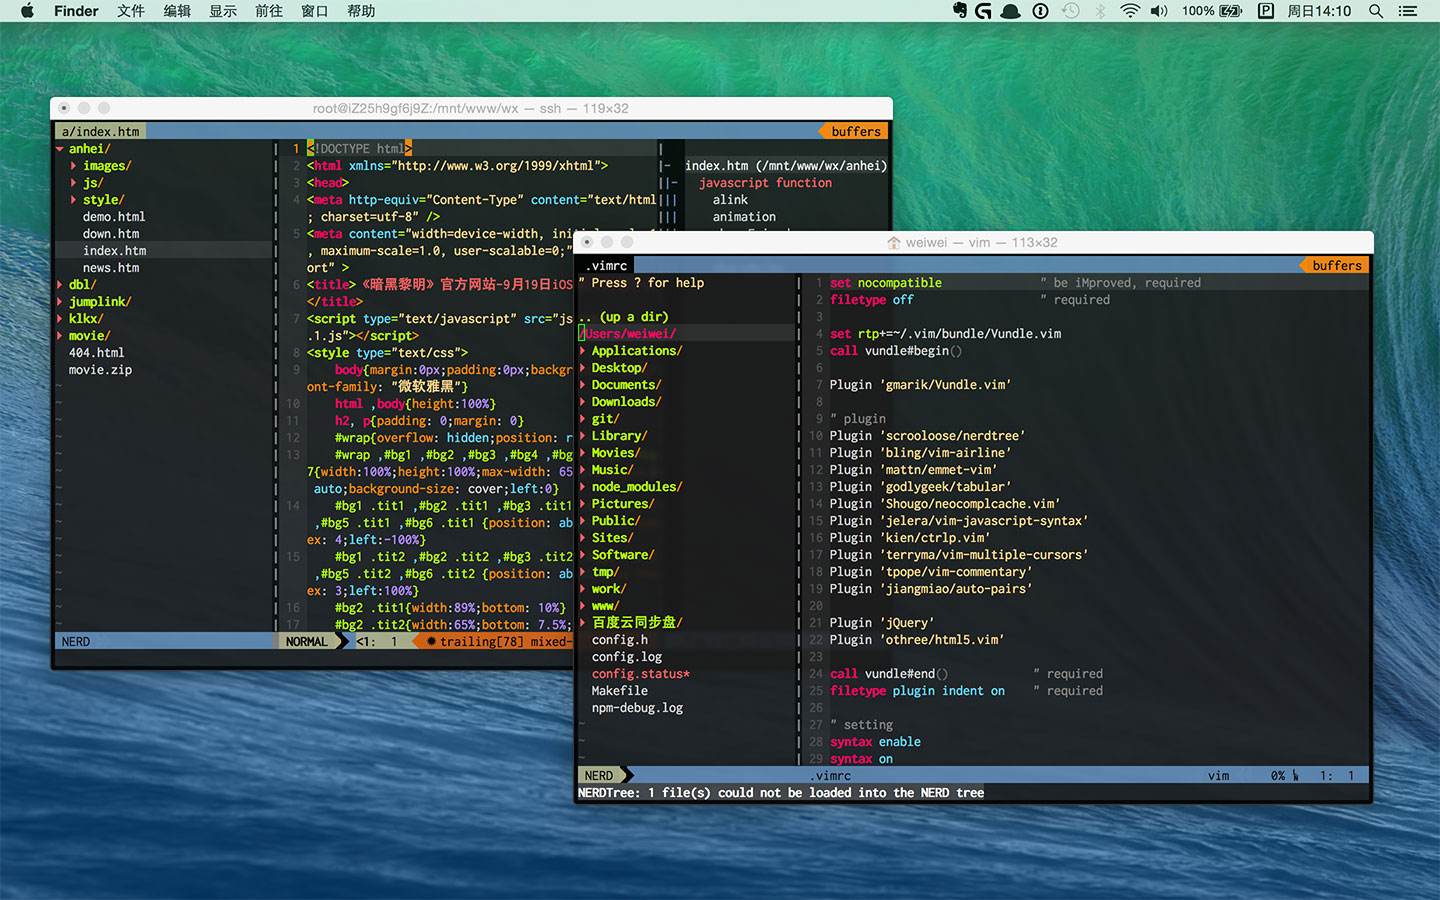 Finder 文件 编辑 显示 前往 窗口 帮助 100% 周日14:10
root@iZ25h9gf6j9Z:/mnt/www/wx — ssh — 119×32
a/index.htm
buffers
anhei/
images/
js/
style/
demo.html
down.htm
index.htm
news.htm
dbl/
jumplink/
klkx/
movie/
404.html
movie.zip
1 <!DOCTYPE html>
2 <html xmlns="http://www.w3.org/1999/xhtml">
3 <head>
4 <meta http-equiv="Content-Type" content="text/html
; charset=utf-8" />
5 <meta content="width=device-width,
, maximum-scale=1.0, user-scalable=0;"
ort" >
6 <title> 《暗黑黎明》官方网站-9月19日iOS
</title>
7 <script type="text/javascript" src="js
.1.js"></script>
8 <style type="text/css">
9 body{margin:0px;padding:0px;backgr
ont-family: "微软雅黑"}
10 html ,body{height:100%}
11 h2, p{padding: 0;margin: 0}
12 #wrap{overflow: hidden;position: r
13 #wrap ,#bg1 ,#bg2 ,#bg3 ,#bg4 ,#bg
7{width:100%;height:100%;max-width: 65
auto;background-size: cover;left:0}
14 #bg1 .tit1 ,#bg2 .tit1 ,#bg3 .tit1
,#bg5 .tit1 ,#bg6 .tit1 {position: ab
ex: 4;left:-100%}
15 #bg1 .tit2 ,#bg2 .tit2 ,#bg3 .tit2
,#bg5 .tit2 ,#bg6 .tit2 {position: ab
ex: 3;left:100%}
16 #bg2 .tit1{width:89%;bottom: 10%}
17 #bg2 .tit2{width:65%;bottom: 7.5%;
index.htm (/mnt/www/wx/anhei)
javascript function
alink
animation
NERD
NORMAL <1: 1 trailing[78] mixed-
weiwei — vim — 113×32
.vimrc
buffers
" Press ? for help
.. (up a dir)
/Users/weiwei/
Applications/
Desktop/
Documents/
Downloads/
git/
Library/
Movies/
Music/
node_modules/
Pictures/
Public/
Sites/
Software/
tmp/
work/
www/
百度云同步盘/
config.h
config.log
config.status*
Makefile
npm-debug.log
1 set nocompatible " be iMproved, required
2 filetype off " required
3
4 set rtp+=~/.vim/bundle/Vundle.vim
5 call vundle#begin()
6
7 Plugin 'gmarik/Vundle.vim'
8
9 " plugin
10 Plugin 'scrooloose/nerdtree'
11 Plugin 'bling/vim-airline'
12 Plugin 'mattn/emmet-vim'
13 Plugin 'godlygeek/tabular'
14 Plugin 'Shougo/neocomplcache.vim'
15 Plugin 'jelera/vim-javascript-syntax'
16 Plugin 'kien/ctrlp.vim'
17 Plugin 'terryma/vim-multiple-cursors'
18 Plugin 'tpope/vim-commentary'
19 Plugin 'jiangmiao/auto-pairs'
20
21 Plugin 'jQuery'
22 Plugin 'othree/html5.vim'
23
24 call vundle#end() " required
25 filetype plugin indent on " required
26
27 " setting
28 syntax enable
29 syntax on
NERD .vimrc vim 0% 1: 1
NERDTree: 1 file(s) could not be loaded into the NERD tree